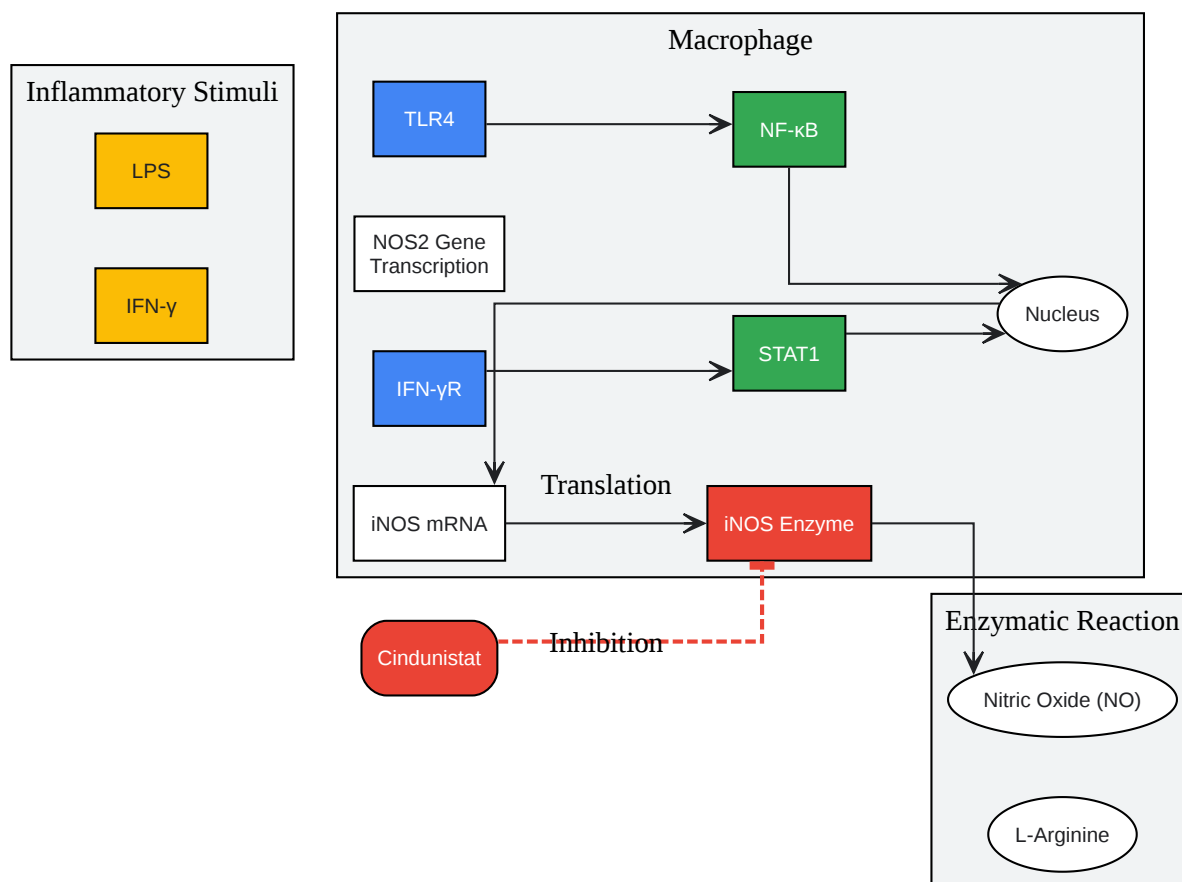 Macrophage
Inflammatory Stimuli
TLR4
NF-κB
LPS
NOS2 Gene
Transcription
IFN-γ
Nucleus
STAT1
IFN-γR
Translation
iNOS mRNA
iNOS Enzyme
Enzymatic Reaction
Inhibition
Cindunistat
Nitric Oxide (NO)
L-Arginine